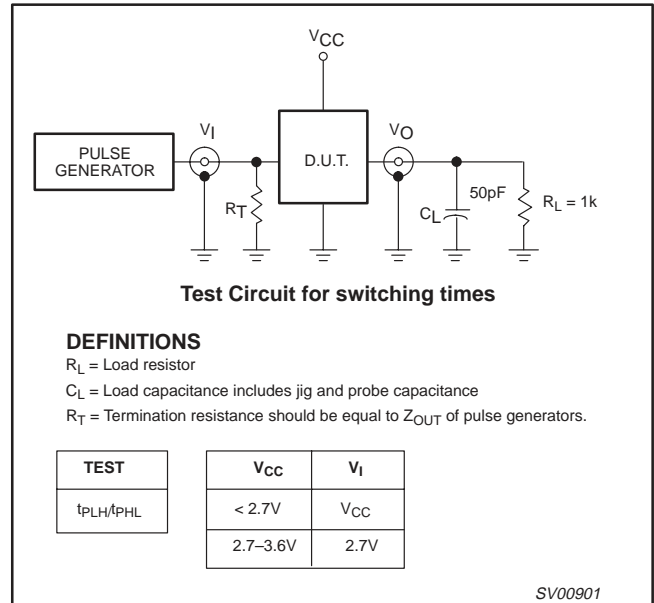 VCC
PULSE
GENERATOR
VI
RT
D.U.T.
VO
50pF
CL
RL = 1k
Test Circuit for switching times
DEFINITIONS
RL = Load resistor
CL = Load capacitance includes jig and probe capacitance
RT = Termination resistance should be equal to ZOUT of pulse generators.
TEST
tPLH/tPHL
VCC VI
< 2.7V VCC
2.7–3.6V 2.7V
SV00901